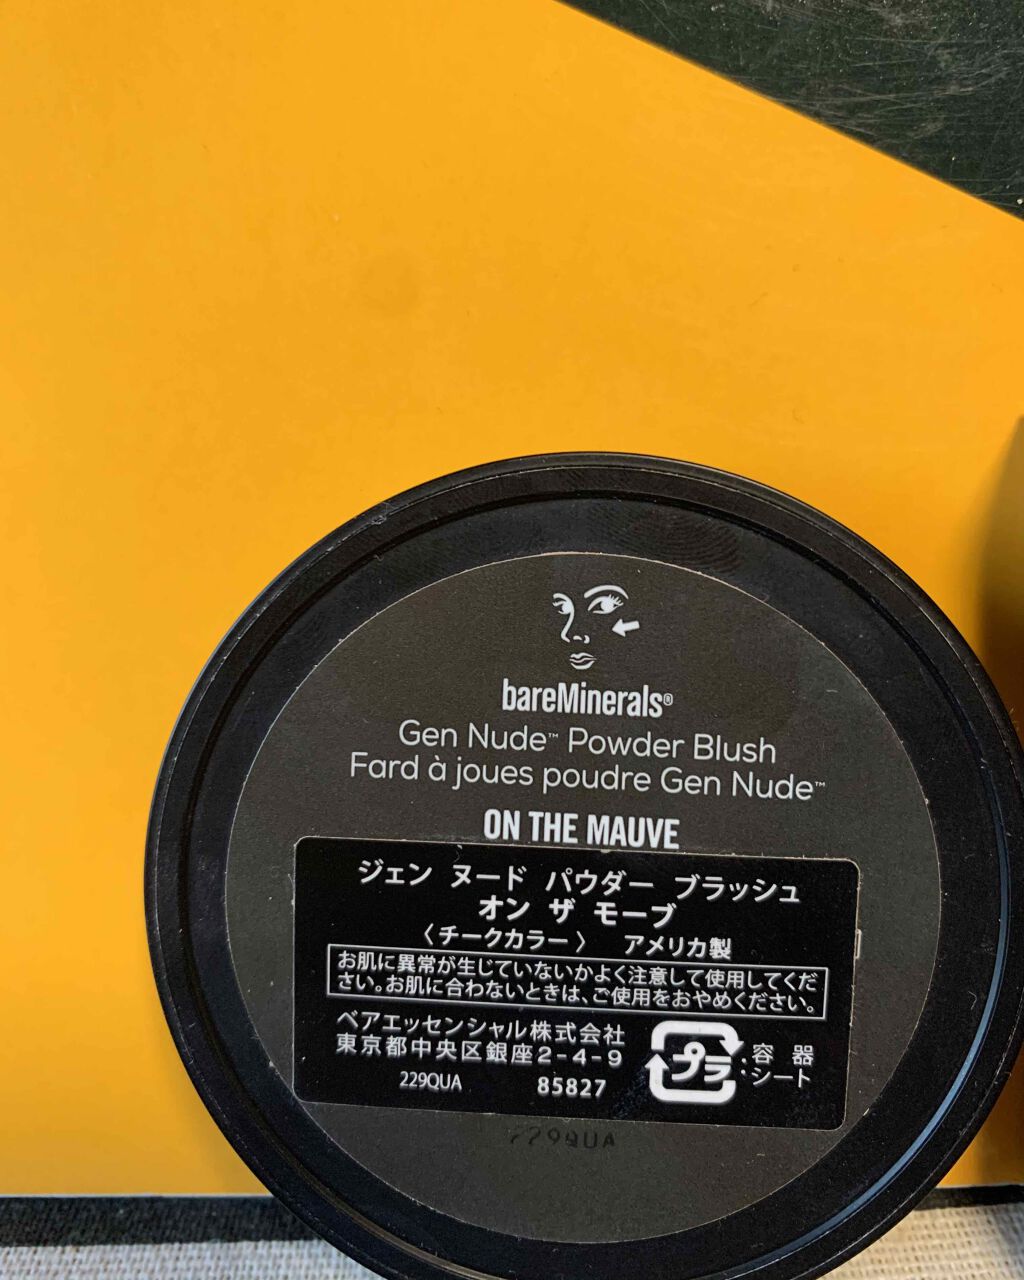 bareMinerals®
Gen Nude™ Powder Blush
Fard à joues poudre Gen Nude™
ON THE MAUVE
ジェン ヌード パウダー ブラッシュ
オン ザ モーブ
〈チークカラー〉 アメリカ製
お肌に異常が生じていないかよく注意して使用してくだ
さい。お肌に合わないときは、ご使用をおやめください。
ベアエッセンシャル株式会社
東京都中央区銀座2-4-9
229QUA 85827
プラ
:容器
:シート
229QUA